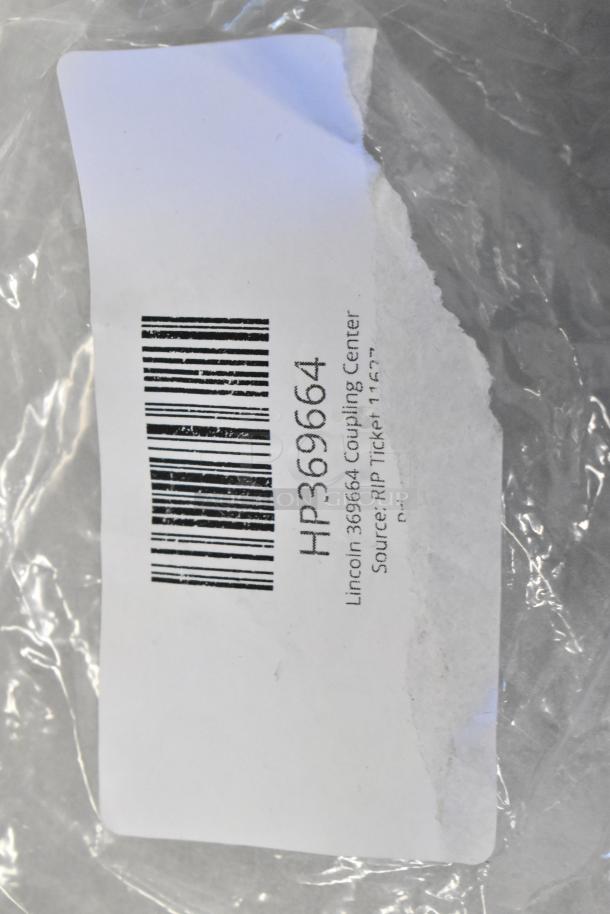 HP369664
Lincoln 369664 Coupling Center
Source: RIP Ticket